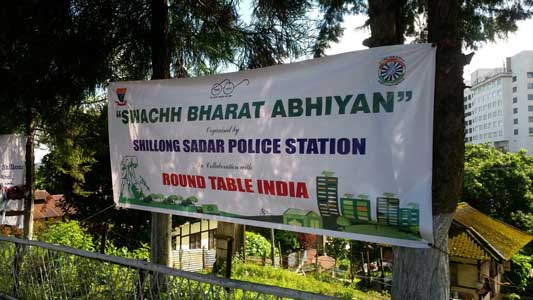 "SWACHH BHARAT ABHIYAN"
Organised by
SHILLONG SADAR POLICE STATION
in Collaboration with
ROUND TABLE INDIA